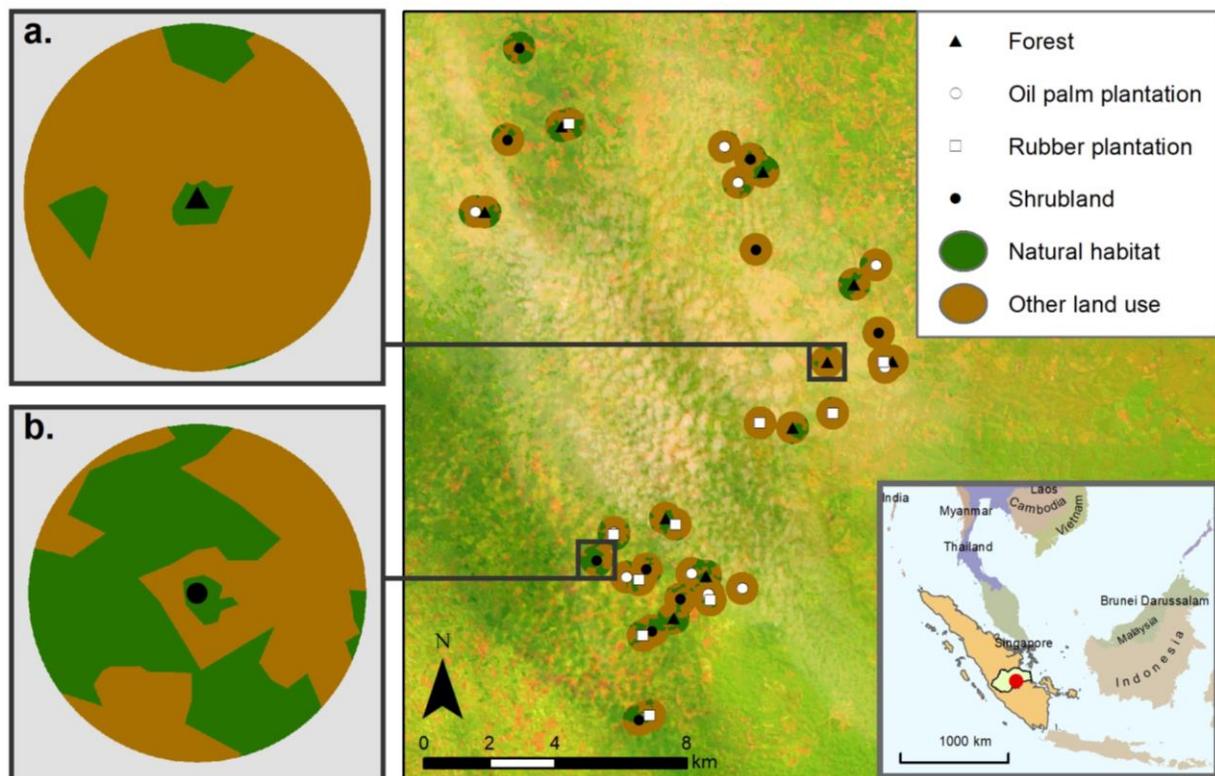 a.
b.
Forest
Oil palm plantation
Rubber plantation
Shrubland
Natural habitat
Other land use
N
0 2 4 8
km
India
Laos
Myanmar
Cambodia
Vietnam
Thailand
Brunei Darussalam
Malaysia
Singapore
Indonesia
1000 km